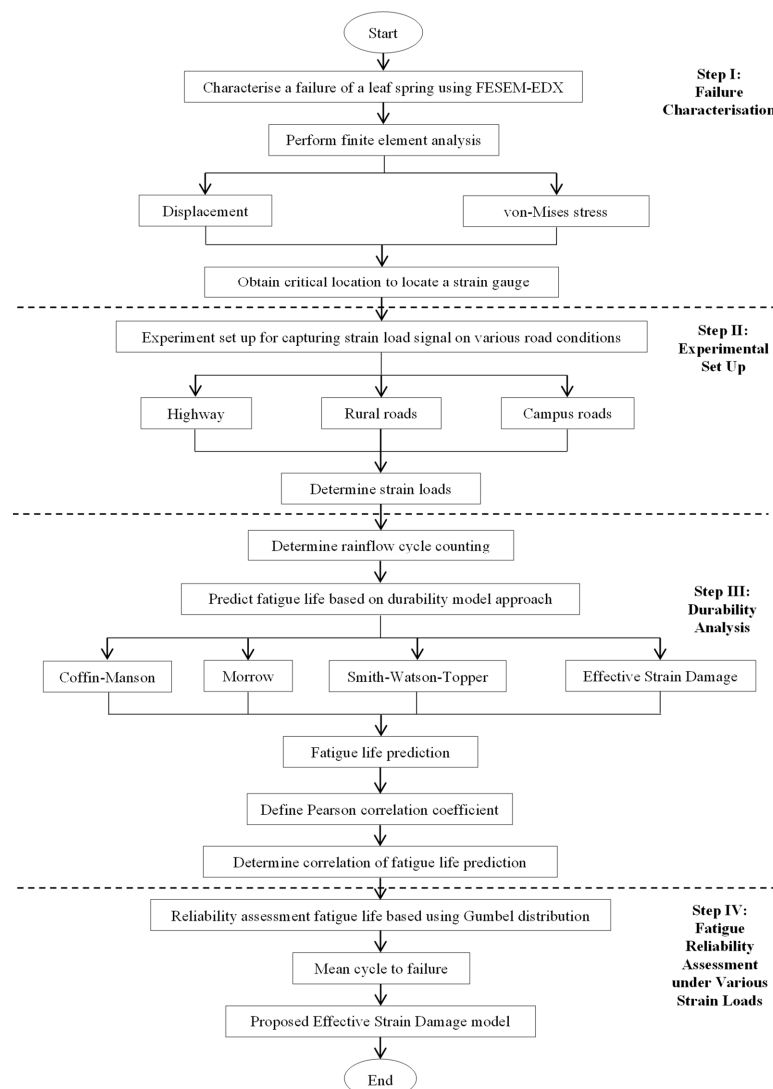 Start
Step I:
Failure
Characterisation
Characterise a failure of a leaf spring using FESEM-EDX
Perform finite element analysis
Displacement
von-Mises stress
Obtain critical location to locate a strain gauge
Step II:
Experimental
Set Up
Experiment set up for capturing strain load signal on various road conditions
Highway
Rural roads
Campus roads
Determine strain loads
Determine rainflow cycle counting
Step III:
Durability
Analysis
Predict fatigue life based on durability model approach
Coffin-Manson
Morrow
Smith-Watson-Topper
Effective Strain Damage
Fatigue life prediction
Define Pearson correlation coefficient
Determine correlation of fatigue life prediction
Step IV:
Fatigue
Reliability
Assessment
under Various
Strain Loads
Reliability assessment fatigue life based using Gumbel distribution
Mean cycle to failure
Proposed Effective Strain Damage model
End